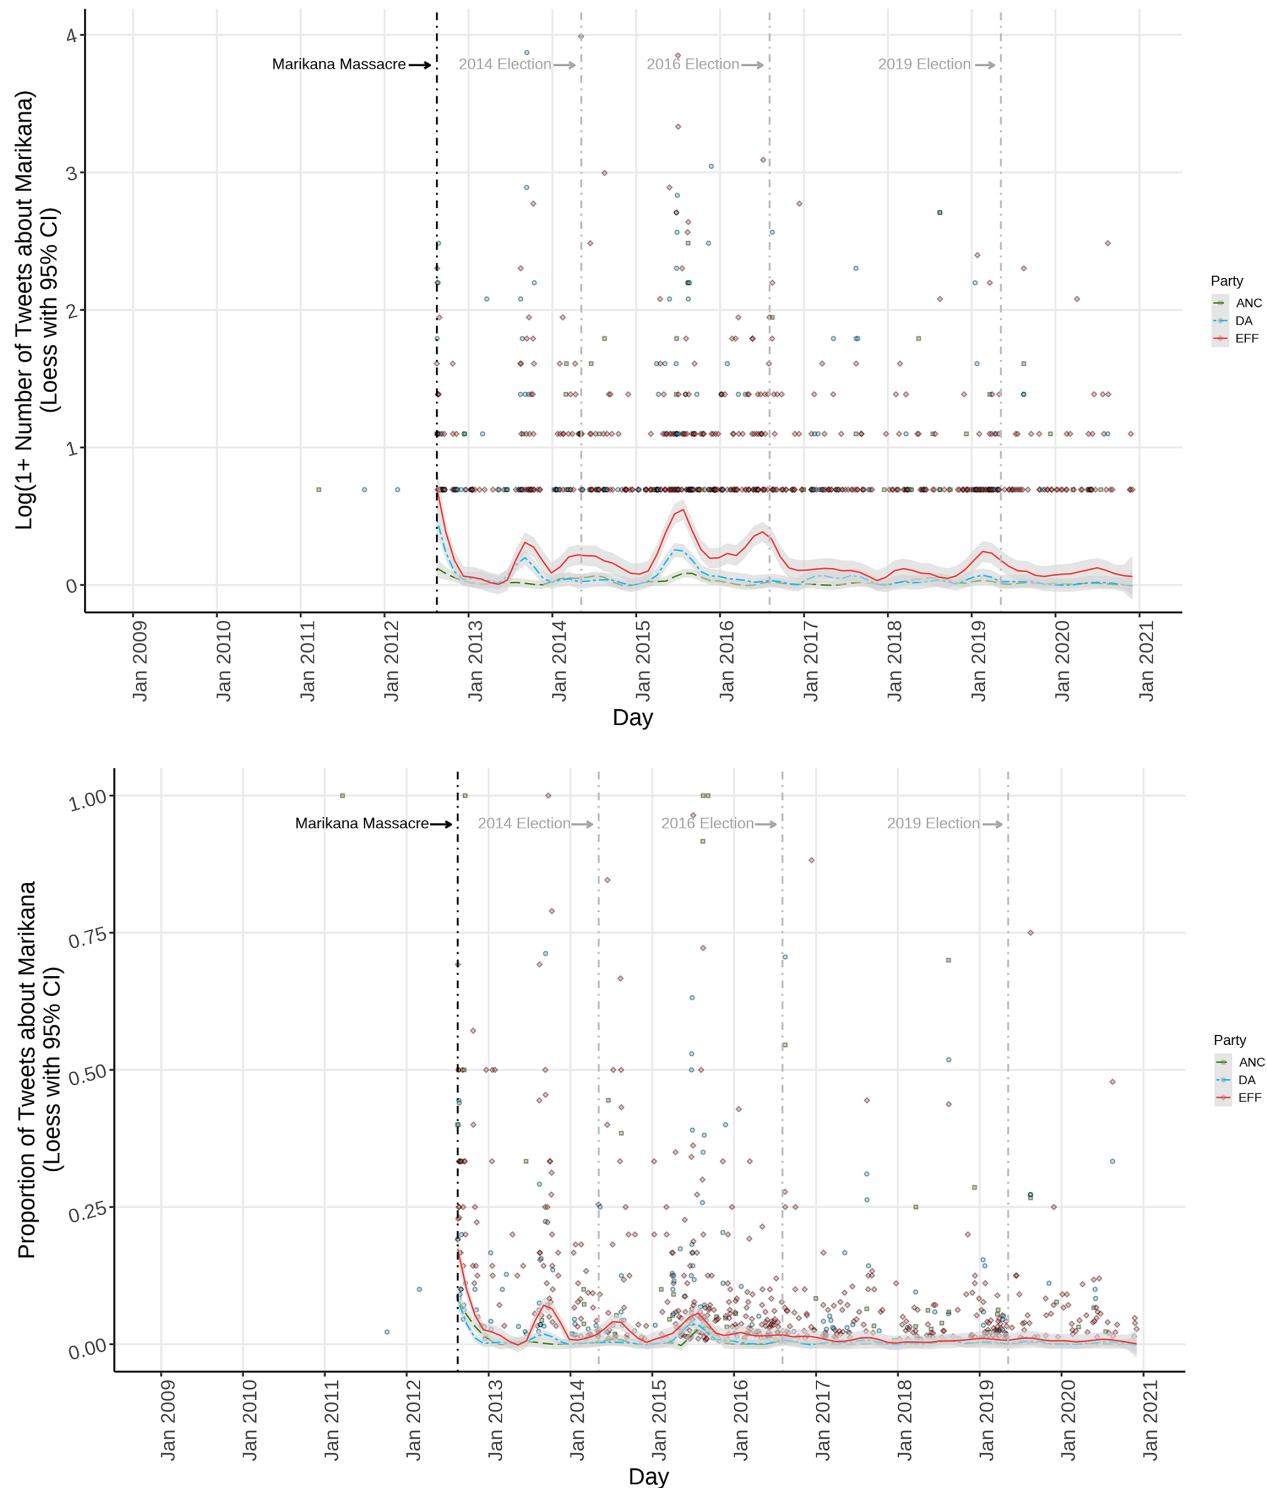 4
Marikana Massacre
2014 Election
2016 Election
2019 Election
3
2
1
0
Log(1+ Number of Tweets about Marikana)
(Loess with 95% CI)
Party
ANC
DA
EFF
Jan 2009
Jan 2010
Jan 2011
Jan 2012
Jan 2013
Jan 2014
Jan 2015
Jan 2016
Jan 2017
Jan 2018
Jan 2019
Jan 2020
Jan 2021
Day
1.00
Marikana Massacre
2014 Election
2016 Election
2019 Election
0.75
0.50
0.25
0.00
Proportion of Tweets about Marikana
(Loess with 95% CI)
Party
ANC
DA
EFF
Jan 2009
Jan 2010
Jan 2011
Jan 2012
Jan 2013
Jan 2014
Jan 2015
Jan 2016
Jan 2017
Jan 2018
Jan 2019
Jan 2020
Jan 2021
Day